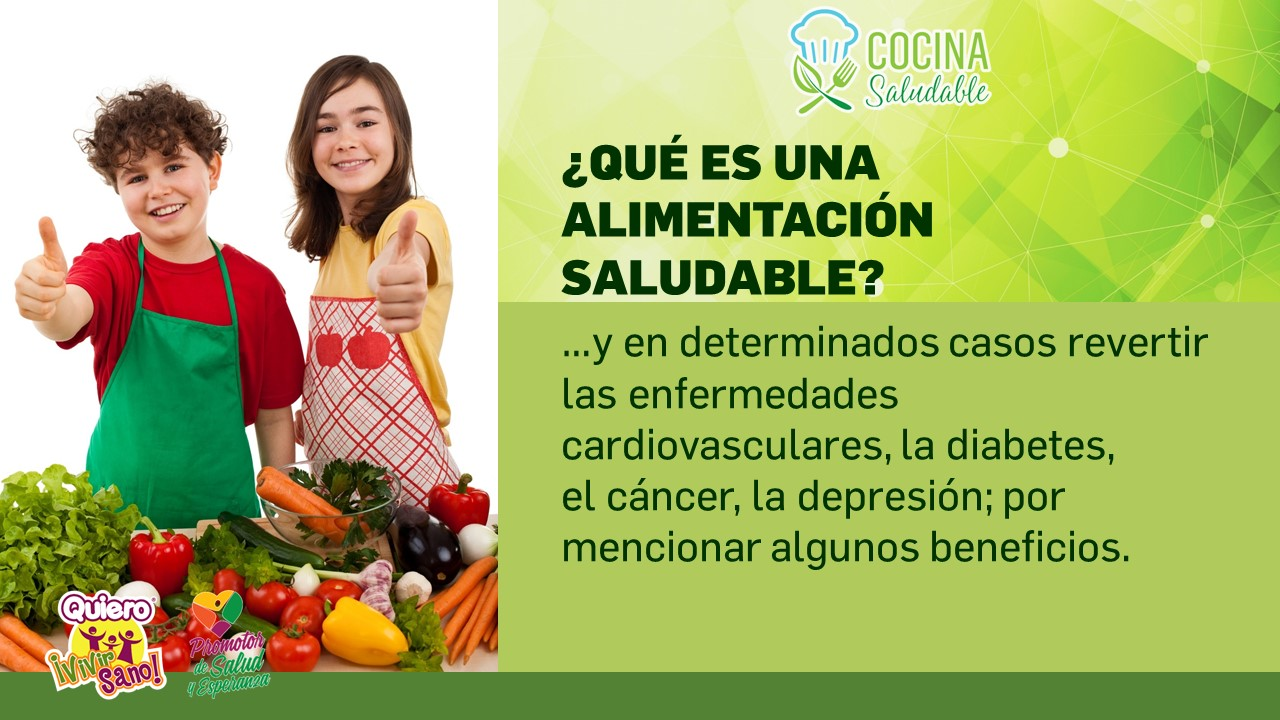 COCINA
Saludable
¿QUÉ ES UNA
ALIMENTACIÓN
SALUDABLE?
...y en determinados casos revertir
las enfermedades
cardiovasculares, la diabetes,
el cáncer, la depresión; por
mencionar algunos beneficios.
Quiero
¡Vivir
Sano!
Promotor
de Salud
y Esperanza